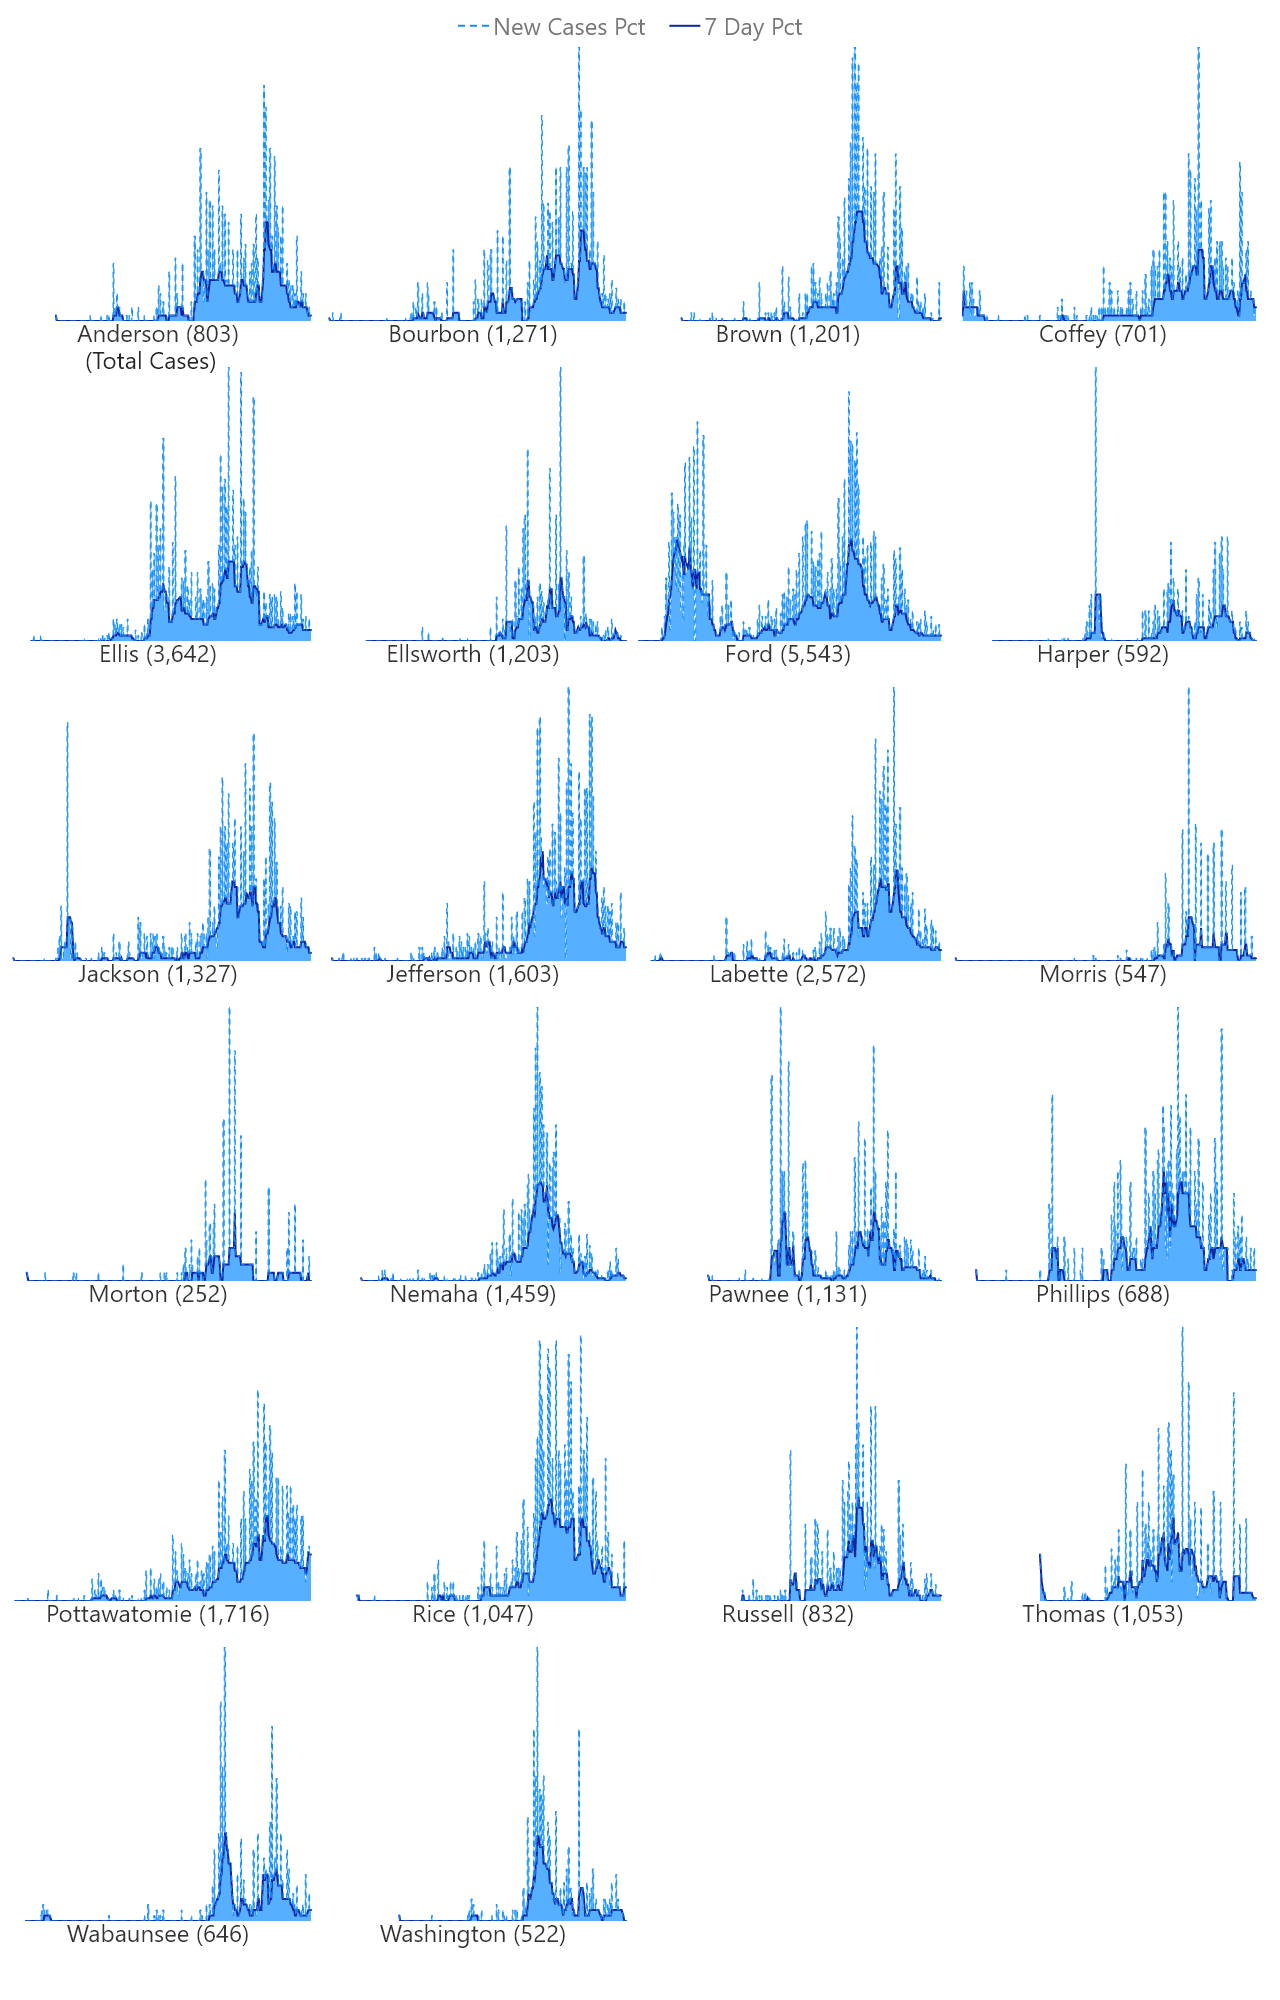 New Cases Pct 7 Day Pct
Anderson (803) Bourbon (1,271) Brown (1,201) Coffey (701)
(Total Cases)
Ellis (3,642) Ellsworth (1,203) Ford (5,543) Harper (592)
Jackson (1,327) Jefferson (1,603) Labette (2,572) Morris (547)
Morton (252) Nemaha (1,459) Pawnee (1,131) Phillips (688)
Pottawatomie (1,716) Rice (1,047) Russell (832) Thomas (1,053)
Wabaunsee (646) Washington (522)